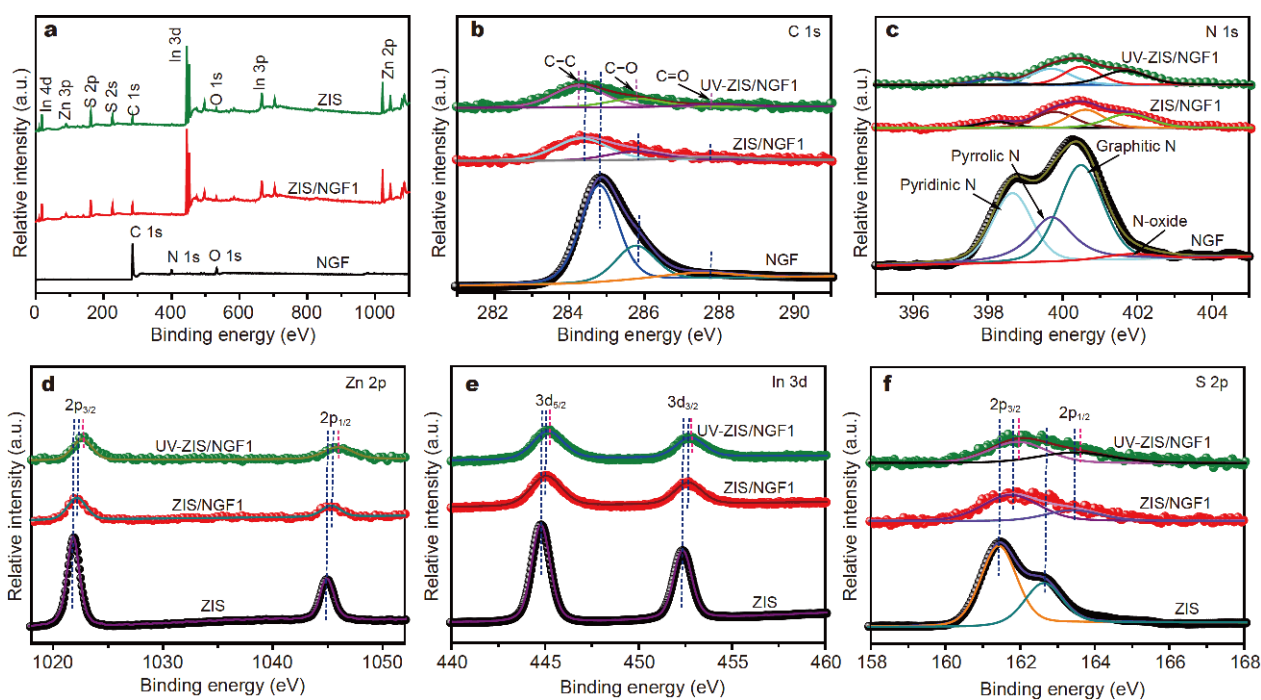 a
In 4d
Zn 3p
S 2p
S 2s
C 1s
In 3d
O 1s
In 3p
Zn 2p
ZIS
ZIS/NGF1
C 1s
N 1s
O 1s
NGF
Relative intensity (a.u.)
0 200 400 600 800 1000
Binding energy (eV)
b
C 1s
C−C
C−O
C=O
UV-ZIS/NGF1
ZIS/NGF1
NGF
Relative intensity (a.u.)
282 284 286 288 290
Binding energy (eV)
c
N 1s
UV-ZIS/NGF1
ZIS/NGF1
Pyrrolic N
Graphitic N
Pyridinic N
N-oxide
NGF
Relative intensity (a.u.)
396 398 400 402 404
Binding energy (eV)
d
Zn 2p
2p3/2
2p1/2
UV-ZIS/NGF1
ZIS/NGF1
ZIS
Relative intensity (a.u.)
1020 1030 1040 1050
Binding energy (eV)
e
In 3d
3d5/2
3d3/2
UV-ZIS/NGF1
ZIS/NGF1
ZIS
Relative intensity (a.u.)
440 445 450 455 460
Binding energy (eV)
f
S 2p
2p3/2
2p1/2
UV-ZIS/NGF1
ZIS/NGF1
ZIS
Relative intensity (a.u.)
158 160 162 164 166 168
Binding energy (eV)